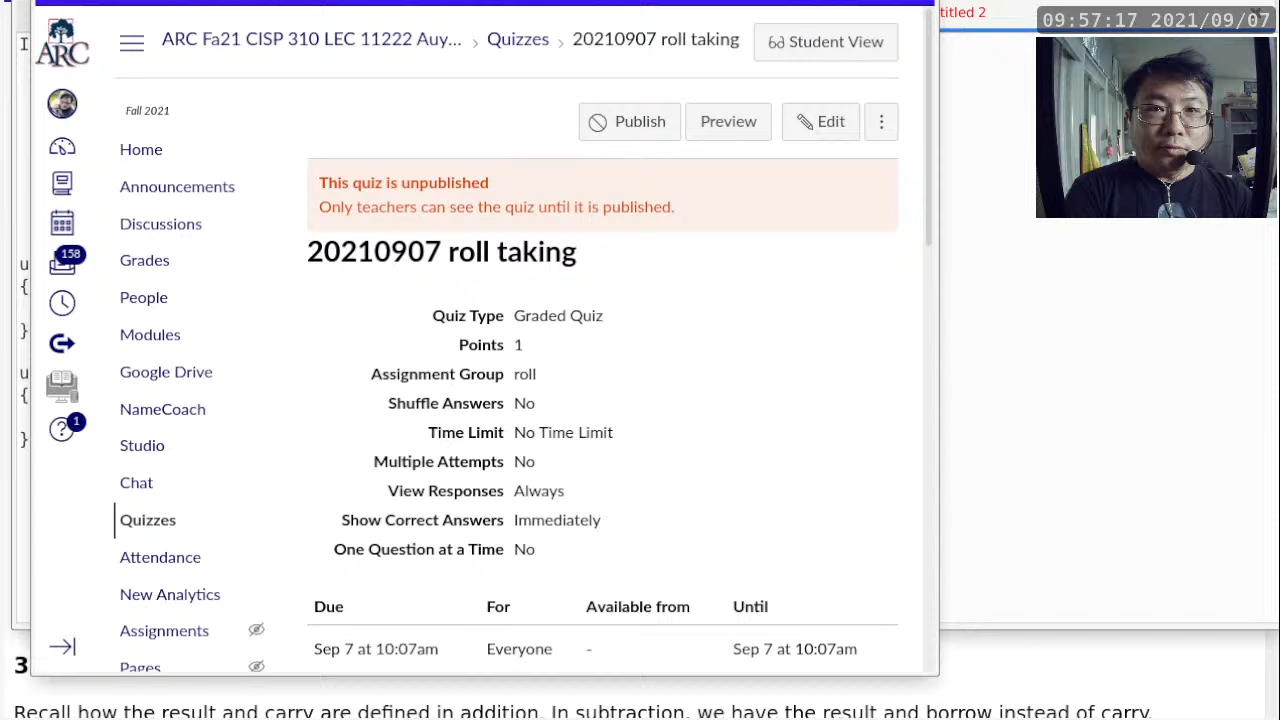 titled 2
09:57:17 2021/09/07
ARC
ARC Fa21 CISP 310 LEC 11222 Auy... › Quizzes › 20210907 roll taking
Student View
Fall 2021
Publish
Preview
Edit
Home
Announcements
Discussions
Grades
People
Modules
Google Drive
NameCoach
Studio
Chat
Quizzes
Attendance
New Analytics
Assignments
Pages
158
1
This quiz is unpublished
Only teachers can see the quiz until it is published.
20210907 roll taking
Quiz Type Graded Quiz
Points 1
Assignment Group roll
Shuffle Answers No
Time Limit No Time Limit
Multiple Attempts No
View Responses Always
Show Correct Answers Immediately
One Question at a Time No
Due For Available from Until
Sep 7 at 10:07am Everyone - Sep 7 at 10:07am
I
u
{
}
u
{
}
3
Recall how the result and carry are defined in addition. In subtraction, we have the result and borrow instead of carry.